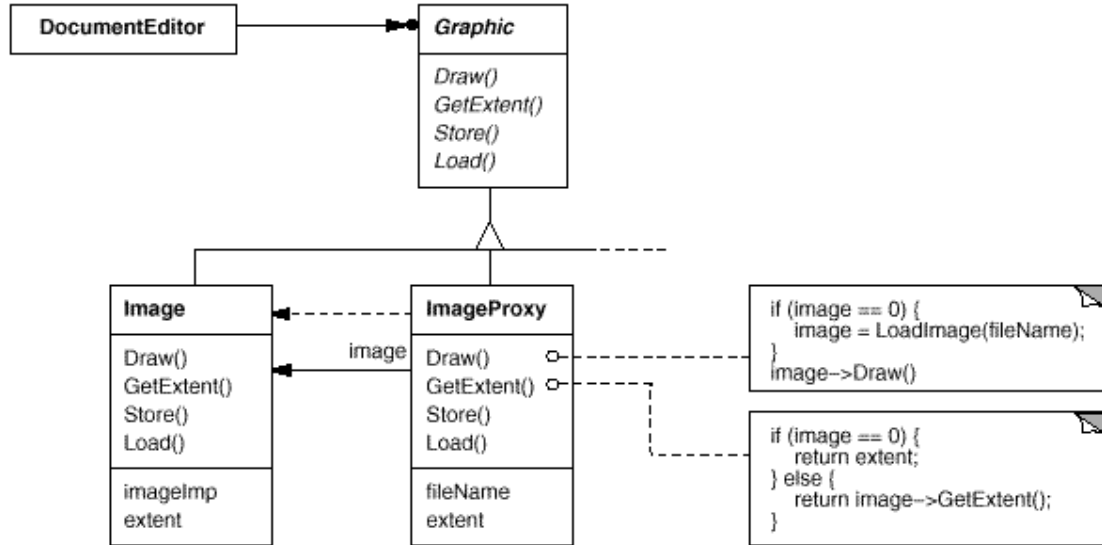 DocumentEditor
Graphic
Draw()
GetExtent()
Store()
Load()
Image
Draw()
GetExtent()
Store()
Load()
imageImp
extent
image
ImageProxy
Draw()
GetExtent()
Store()
Load()
fileName
extent
if (image == 0) {
image = LoadImage(fileName);
}
image->Draw()
if (image == 0) {
return extent;
} else {
return image->GetExtent();
}